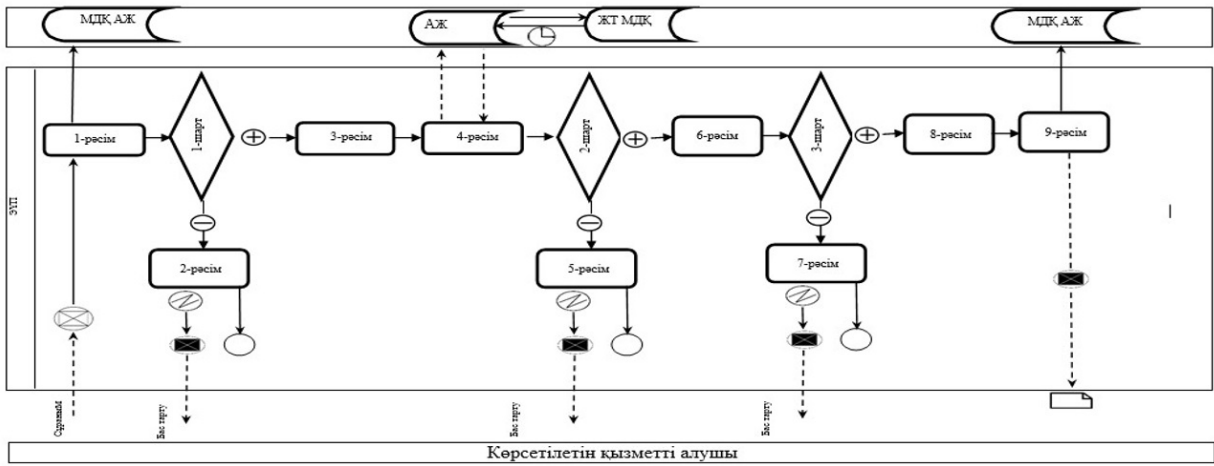 МДҚ АЖ
АЖ
ЖТ МДҚ
МДҚ АЖ
ЭҮП
1-рәсім
1-шарт
3-рәсім
4-рәсім
2-шарт
6-рәсім
3-шарт
8-рәсім
9-рәсім
2-рәсім
5-рәсім
7-рәсім
Сұраным
Бас тарту
Бас тарту
Бас тарту
Көрсетілетін қызметті алушы